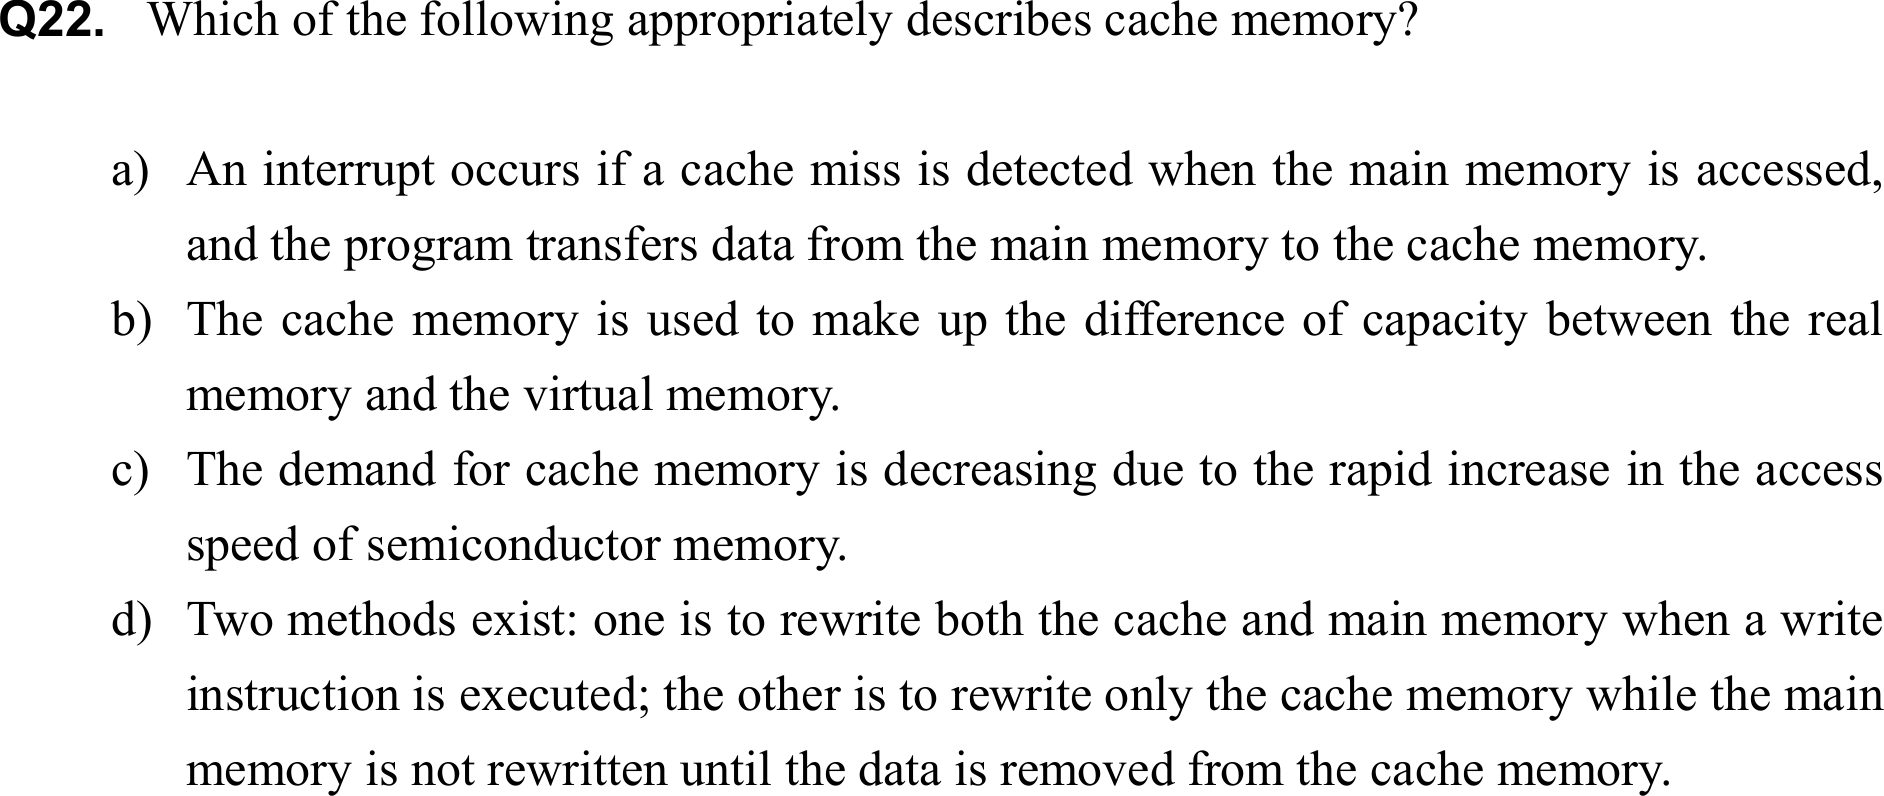 Q22. Which of the following appropriately describes cache memory?
a) An interrupt occurs if a cache miss is detected when the main memory is accessed,
and the program transfers data from the main memory to the cache memory.
b) The cache memory is used to make up the difference of capacity between the real
memory and the virtual memory.
c) The demand for cache memory is decreasing due to the rapid increase in the access
speed of semiconductor memory.
d) Two methods exist: one is to rewrite both the cache and main memory when a write
instruction is executed; the other is to rewrite only the cache memory while the main
memory is not rewritten until the data is removed from the cache memory.